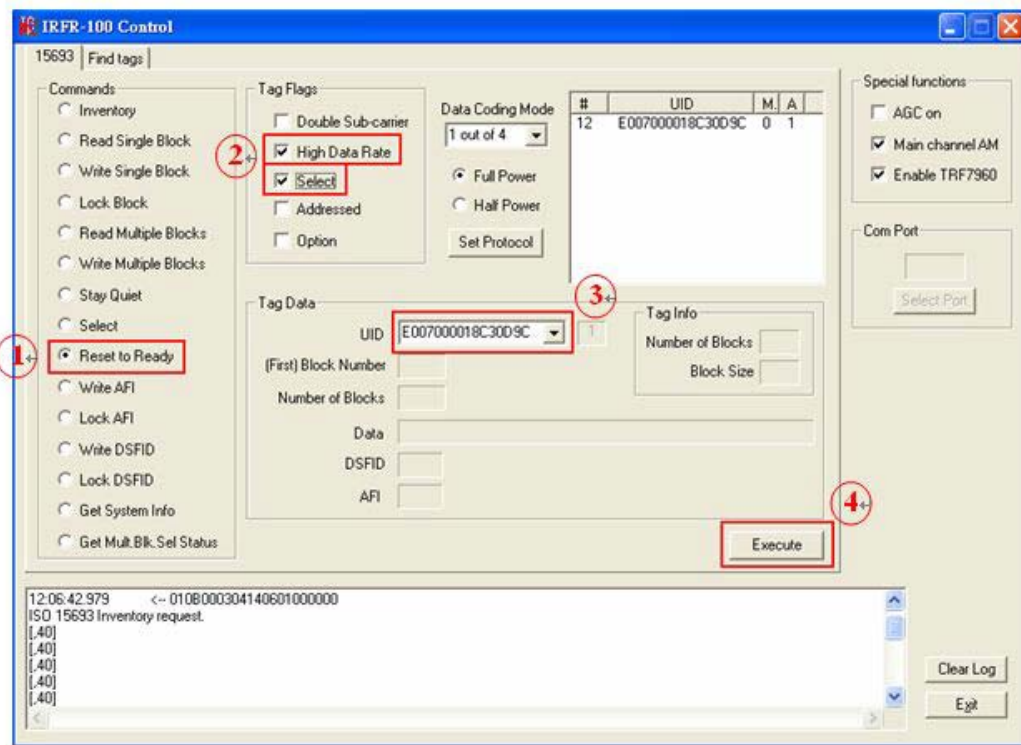 IRFR-100 Control
15693 Find tags
Commands
Inventory
Read Single Block
Write Single Block
Lock Block
Read Multiple Blocks
Write Multiple Blocks
Stay Quiet
Select
1
Reset to Ready
Write AFI
Lock AFI
Write DSFID
Lock DSFID
Get System Info
Get Mult.Blk.Sel Status
Tag Flags
Double Sub-carrier
2
High Data Rate
Select
Addressed
Option
Data Coding Mode
1 out of 4
Full Power
Half Power
Set Protocol
# UID M. A
12 E007000018C30D9C 0 1
Special functions
AGC on
Main channel AM
Enable TRF7960
Com Port
Select Port
Tag Data
3
UID E007000018C30D9C 1
(First) Block Number
Number of Blocks
Data
DSFID
AFI
Tag Info
Number of Blocks
Block Size
4
Execute
12:06:42.979 <-- 010B000304140601000000
ISO 15693 Inventory request.
[,40]
[,40]
[,40]
[,40]
[,40]
Clear Log
Exit